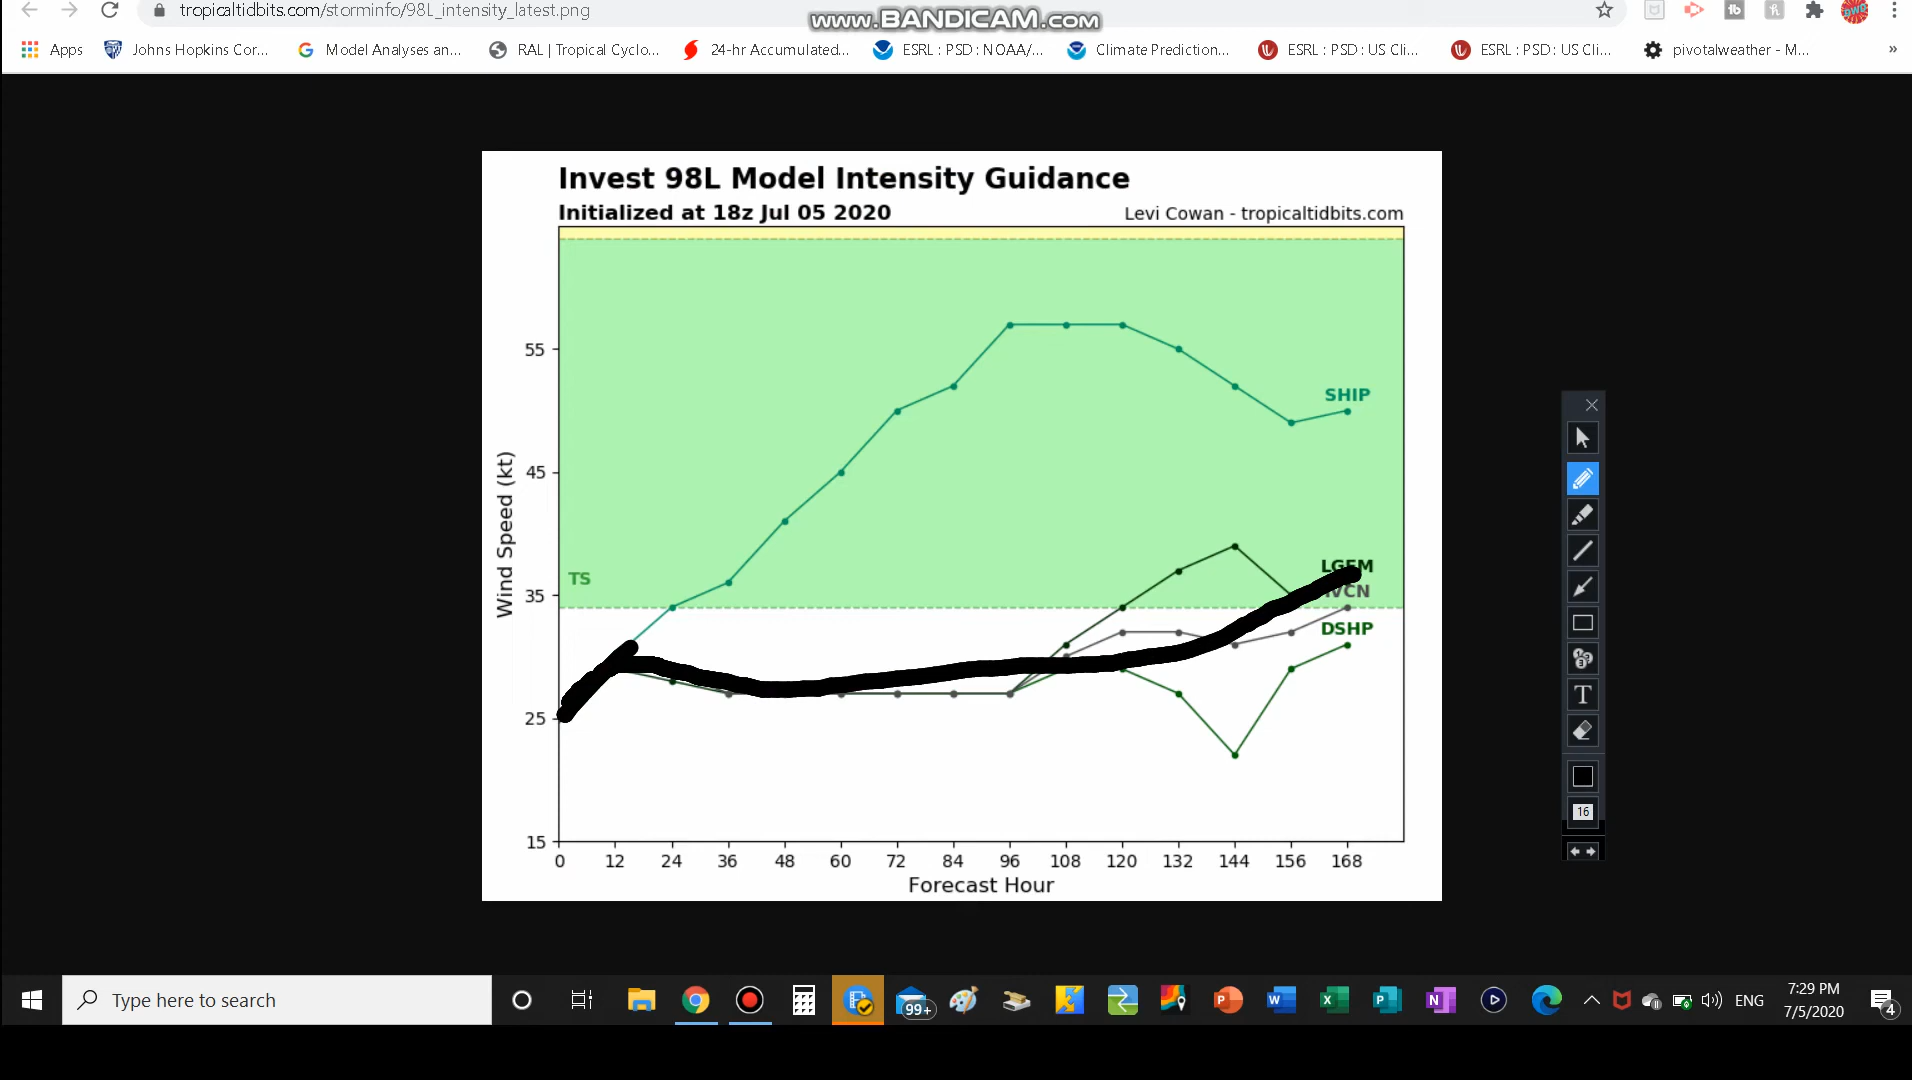 tropicaltidbits.com/storminfo/98L_intensity_latest.png
www.BANDICAM.com
Apps
Johns Hopkins Cor...
Model Analyses an...
RAL | Tropical Cyclo...
24-hr Accumulated...
ESRL : PSD : NOAA/...
Climate Prediction...
ESRL : PSD : US Cli...
ESRL : PSD : US Cli...
pivotalweather - M...
»
Invest 98L Model Intensity Guidance
Initialized at 18z Jul 05 2020
Levi Cowan - tropicaltidbits.com
55
SHIP
45
Wind Speed (kt)
TS
LGEM
35
DSHP
25
15
0 12 24 36 48 60 72 84 96 108 120 132 144 156 168
Forecast Hour
T
16
Type here to search
99+
ENG
7:29 PM
7/5/2020
4